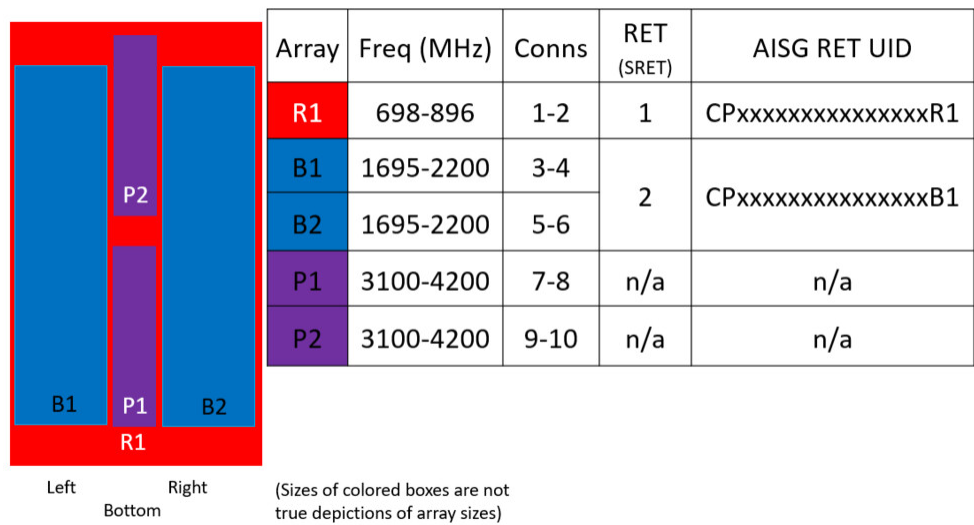 P2
B1
P1
B2
R1
Left
Right
Bottom
Array Freq (MHz) Conns RET (SRET) AISG RET UID
R1 698-896 1-2 1 CPxxxxxxxxxxxxxxxR1
B1 1695-2200 3-4 2 CPxxxxxxxxxxxxxxxB1
B2 1695-2200 5-6
P1 3100-4200 7-8 n/a n/a
P2 3100-4200 9-10 n/a n/a
(Sizes of colored boxes are not
true depictions of array sizes)